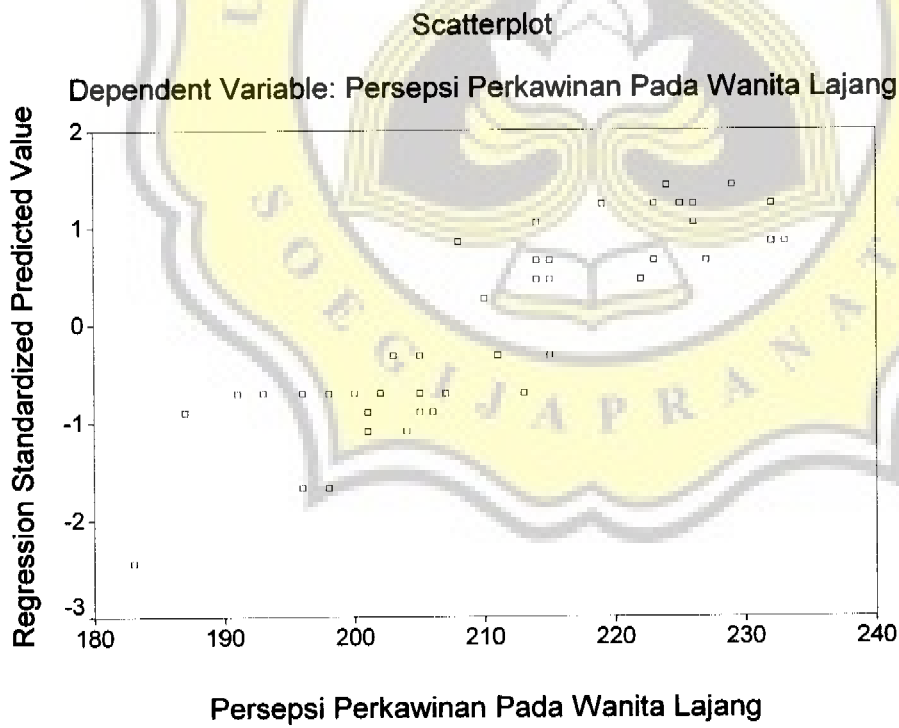 Scatterplot
Dependent Variable: Persepsi Perkawinan Pada Wanita Lajang
Regression Standardized Predicted Value
2
1
0
-1
-2
-3
180 190 200 210 220 230 240
Persepsi Perkawinan Pada Wanita Lajang
SOEGIJAPRANAT